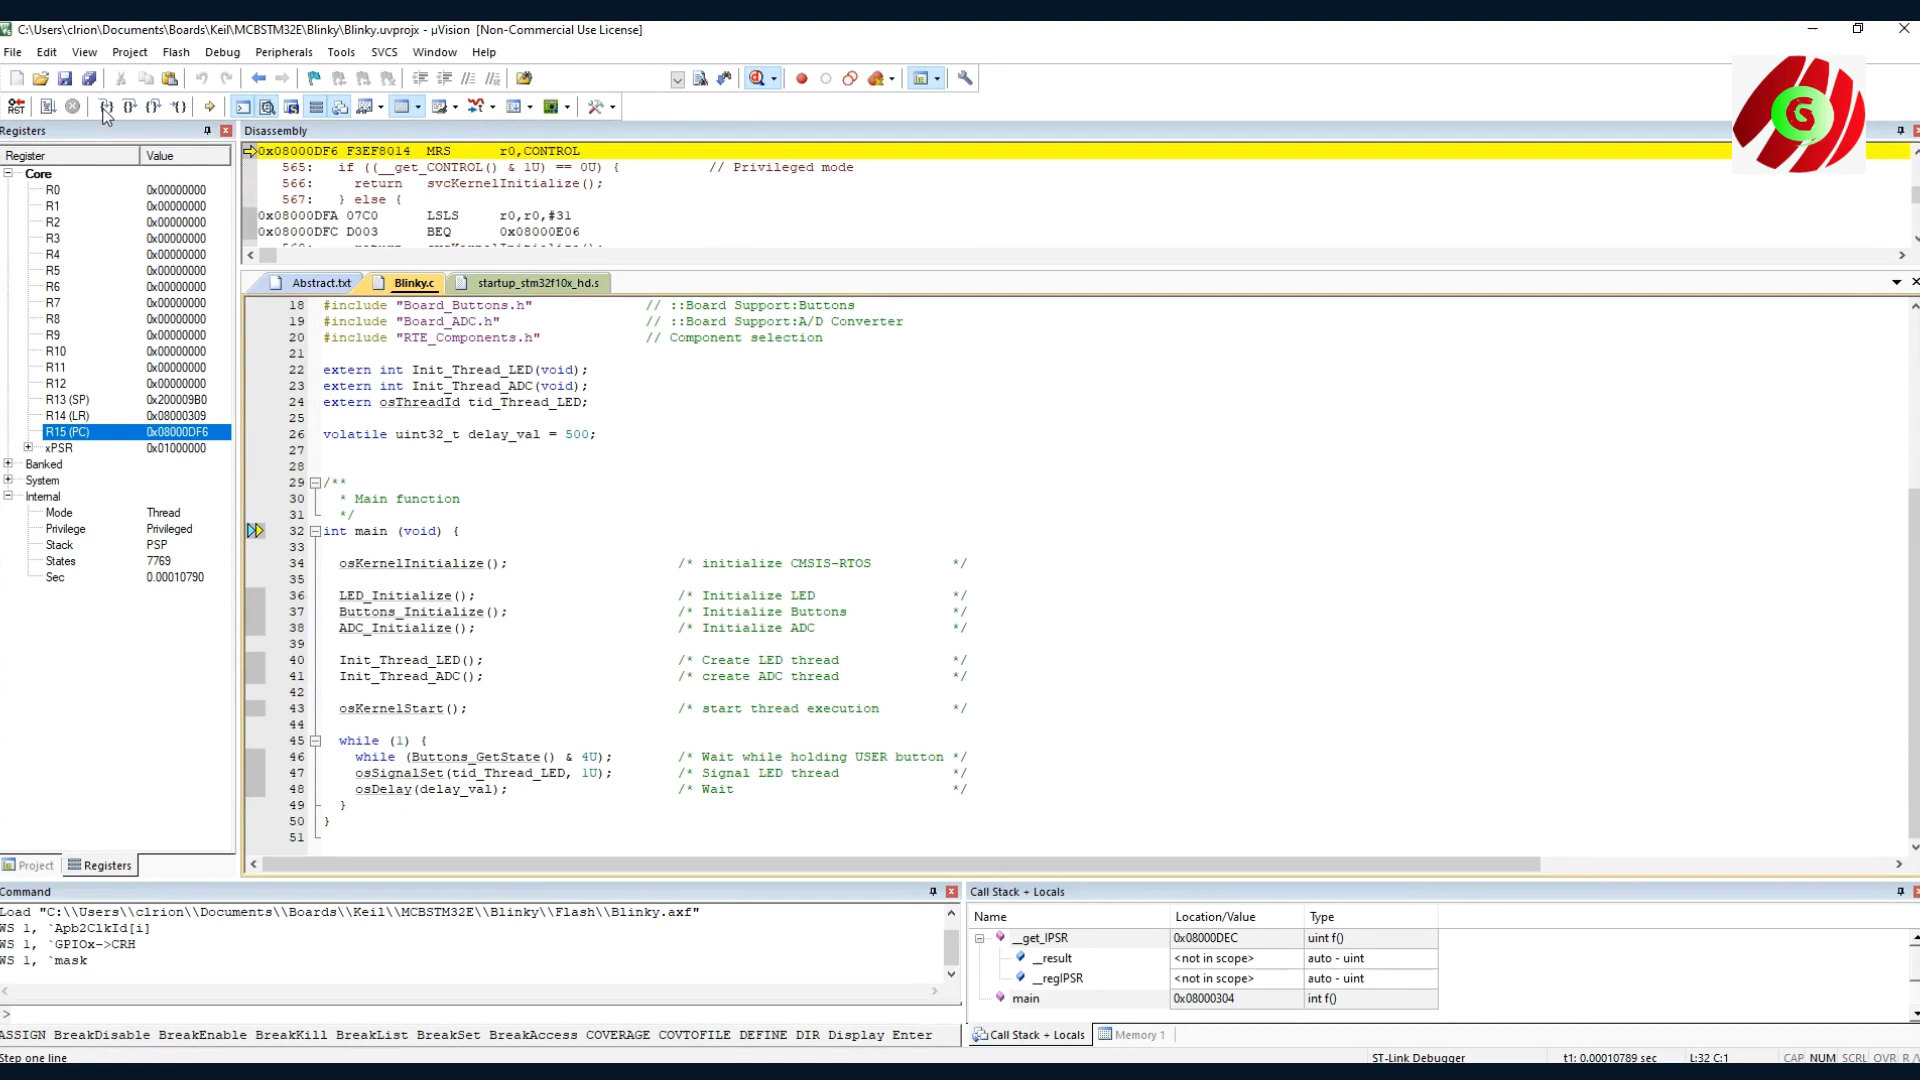 C:\Users\clrion\Documents\Boards\Keil\MCBSTM32E\Blinky\Blinky.uvprojx - µVision [Non-Commercial Use License]
File Edit View Project Flash Debug Peripherals Tools SVCS Window Help
RST
Registers
Register Value
Core
R0 0x00000000
R1 0x00000000
R2 0x00000000
R3 0x00000000
R4 0x00000000
R5 0x00000000
R6 0x00000000
R7 0x00000000
R8 0x00000000
R9 0x00000000
R10 0x00000000
R11 0x00000000
R12 0x00000000
R13 (SP) 0x200009B0
R14 (LR) 0x08000309
R15 (PC) 0x08000DF6
xPSR 0x01000000
Banked
System
Internal
Mode Thread
Privilege Privileged
Stack PSP
States 7769
Sec 0.00010790
Project Registers
Disassembly
0x08000DF6 F3EF8014 MRS r0,CONTROL
565: if ((__get_CONTROL() & 1U) == 0U) { // Privileged mode
566: return svcKernelInitialize();
567: } else {
0x08000DFA 07C0 LSLS r0,r0,#31
0x08000DFC D003 BEQ 0x08000E06
Abstract.txt Blinky.c startup_stm32f10x_hd.s
18 #include "Board_Buttons.h" // ::Board Support:Buttons
19 #include "Board_ADC.h" // ::Board Support:A/D Converter
20 #include "RTE_Components.h" // Component selection
21
22 extern int Init_Thread_LED(void);
23 extern int Init_Thread_ADC(void);
24 extern osThreadId tid_Thread_LED;
25
26 volatile uint32_t delay_val = 500;
27
28
29 /**
30 * Main function
31 */
32 int main (void) {
33
34 osKernelInitialize(); /* initialize CMSIS-RTOS */
35
36 LED_Initialize(); /* Initialize LED */
37 Buttons_Initialize(); /* Initialize Buttons */
38 ADC_Initialize(); /* Initialize ADC */
39
40 Init_Thread_LED(); /* Create LED thread */
41 Init_Thread_ADC(); /* create ADC thread */
42
43 osKernelStart(); /* start thread execution */
44
45 while (1) {
46 while (Buttons_GetState() & 4U); /* Wait while holding USER button */
47 osSignalSet(tid_Thread_LED, 1U); /* Signal LED thread */
48 osDelay(delay_val); /* Wait */
49 }
50 }
51
Command
Load "C:\\Users\\clrion\\Documents\\Boards\\Keil\\MCBSTM32E\\Blinky\\Flash\\Blinky.axf"
WS 1, `Apb2ClkId[i]
WS 1, `GPIOx->CRH
WS 1, `mask
>
ASSIGN BreakDisable BreakEnable BreakKill BreakList BreakSet BreakAccess COVERAGE COVTOFILE DEFINE DIR Display Enter
Call Stack + Locals
Name Location/Value Type
__get_IPSR 0x08000DEC uint f()
__result <not in scope> auto - uint
__regIPSR <not in scope> auto - uint
main 0x08000304 int f()
Call Stack + Locals Memory 1
Step one line ST-Link Debugger t1: 0.00010789 sec L:32 C:1 CAP NUM SCRL OVR R/
G